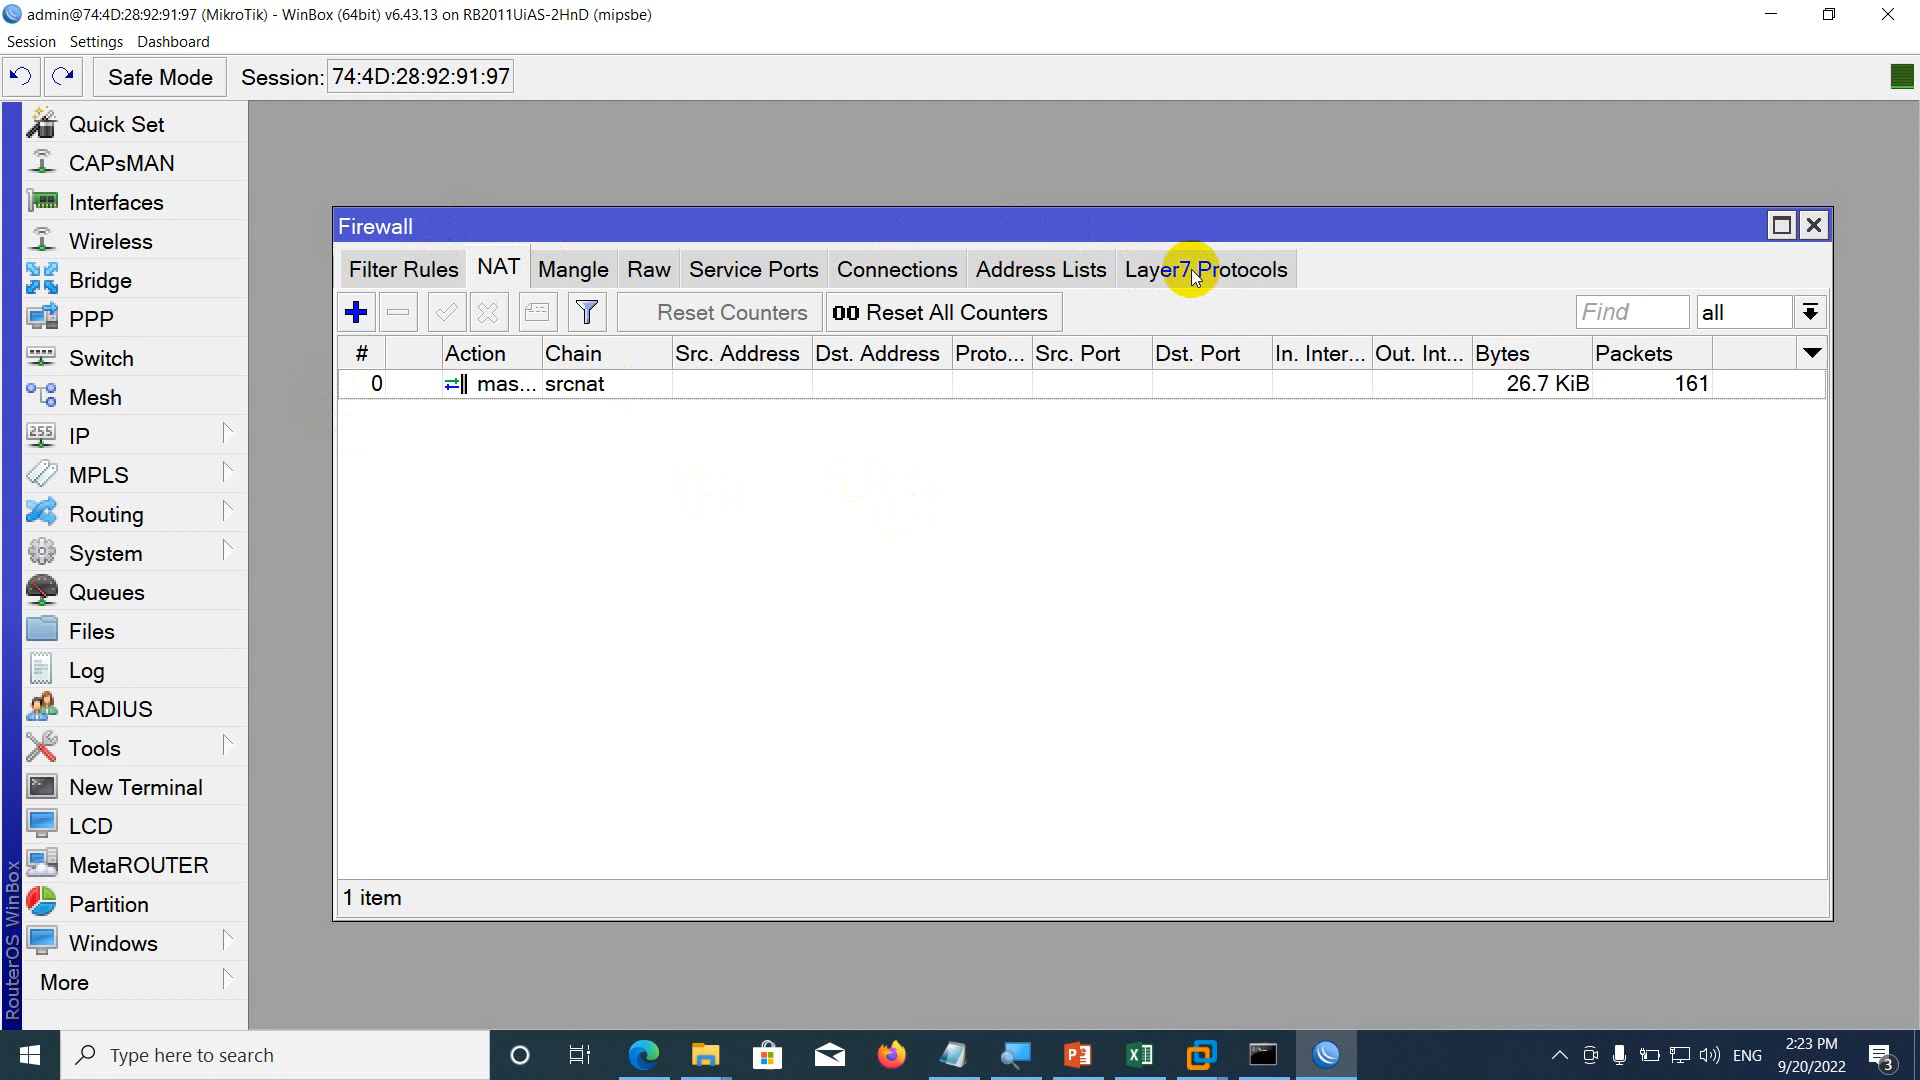 admin@74:4D:28:92:91:97 (MikroTik) - WinBox (64bit) v6.43.13 on RB2011UiAS-2HnD (mipsbe)
Session Settings Dashboard
Safe Mode Session: 74:4D:28:92:91:97
Quick Set
CAPsMAN
Interfaces
Wireless
Bridge
PPP
Switch
Mesh
IP
MPLS
Routing
System
Queues
Files
Log
RADIUS
Tools
New Terminal
LCD
MetaROUTER
Partition
Windows
More
RouterOS WinBox
Firewall
Filter Rules NAT Mangle Raw Service Ports Connections Address Lists Layer7 Protocols
Reset Counters 00 Reset All Counters Find all
# Action Chain Src. Address Dst. Address Proto... Src. Port Dst. Port In. Inter... Out. Int... Bytes Packets
0 mas... srcnat 26.7 KiB 161
1 item
Type here to search
ENG
2:23 PM
9/20/2022
3